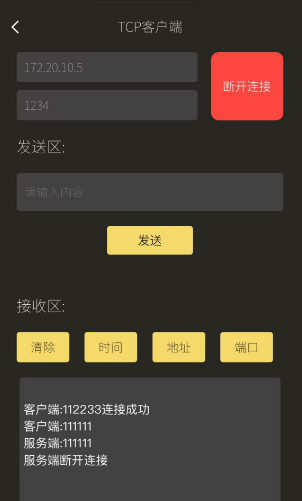 TCP客户端
172.20.10.5
断开连接
1234
发送区:
请输入内容
发送
接收区:
清除 时间 地址 端口
客户端:112233连接成功
客户端:111111
服务端:111111
服务端断开连接